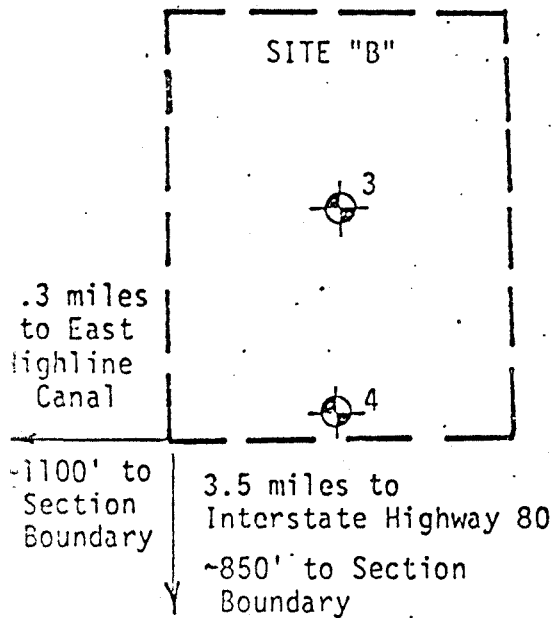 SITE "B"
3
.3 miles
to East
Highline
Canal
4
~1100' to
Section
Boundary
3.5 miles to
Interstate Highway 80
~850' to Section
Boundary